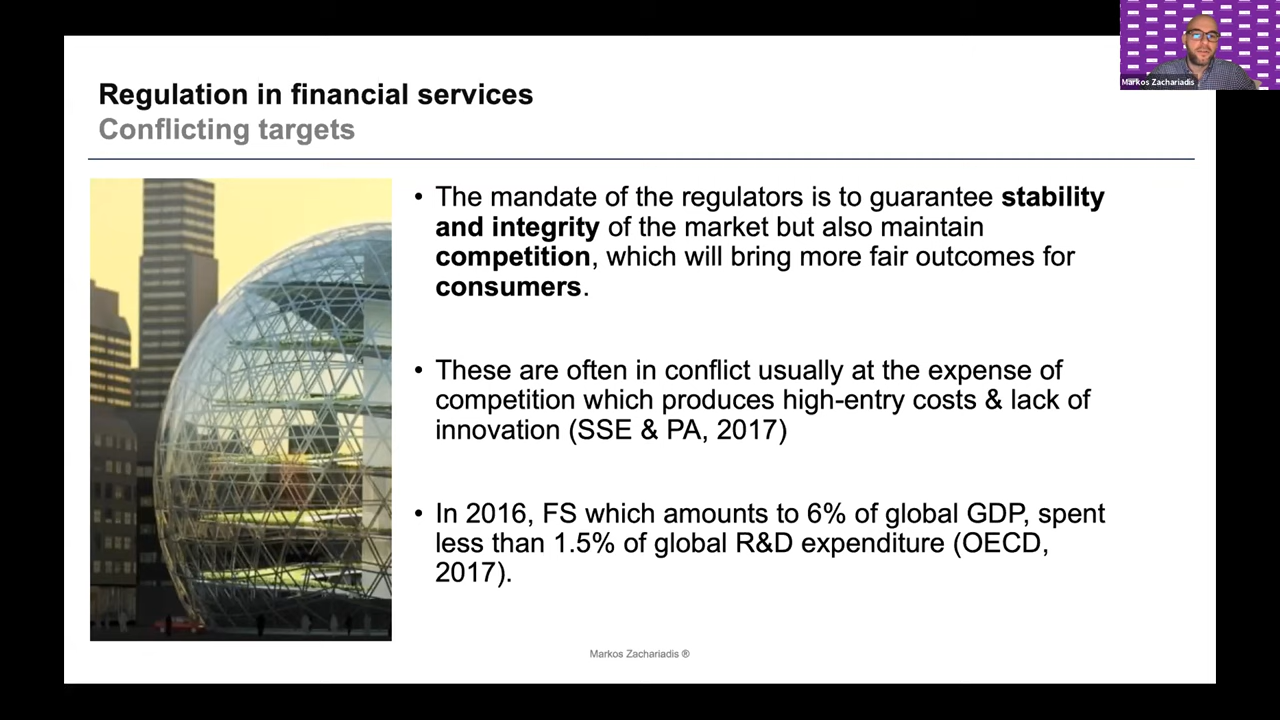 Markos Zachariadis
Regulation in financial services
Conflicting targets
• The mandate of the regulators is to guarantee stability
and integrity of the market but also maintain
competition, which will bring more fair outcomes for
consumers.
• These are often in conflict usually at the expense of
competition which produces high-entry costs & lack of
innovation (SSE & PA, 2017)
• In 2016, FS which amounts to 6% of global GDP, spent
less than 1.5% of global R&D expenditure (OECD,
2017).
Markos Zachariadis ®